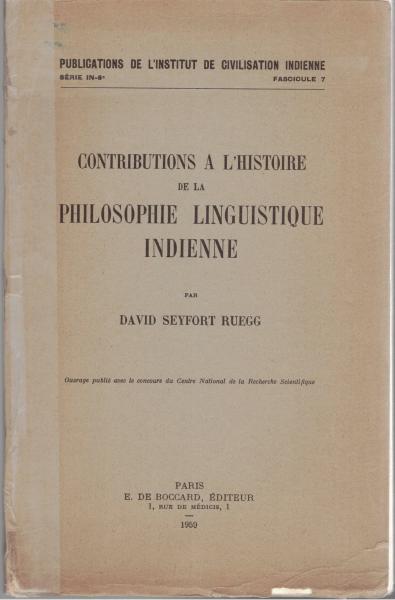 PUBLICATIONS DE L'INSTITUT DE CIVILISATION INDIENNE
SÉRIE IN-8º FASCICULE 7
CONTRIBUTIONS A L'HISTOIRE
DE LA
PHILOSOPHIE LINGUISTIQUE
INDIENNE
PAR
DAVID SEYFORT RUEGG
Ouvrage publié avec le concours du Centre National de la Recherche Scientifique
PARIS
E. DE BOCCARD, ÉDITEUR
1, RUE DE MÉDICIS, 1
1959